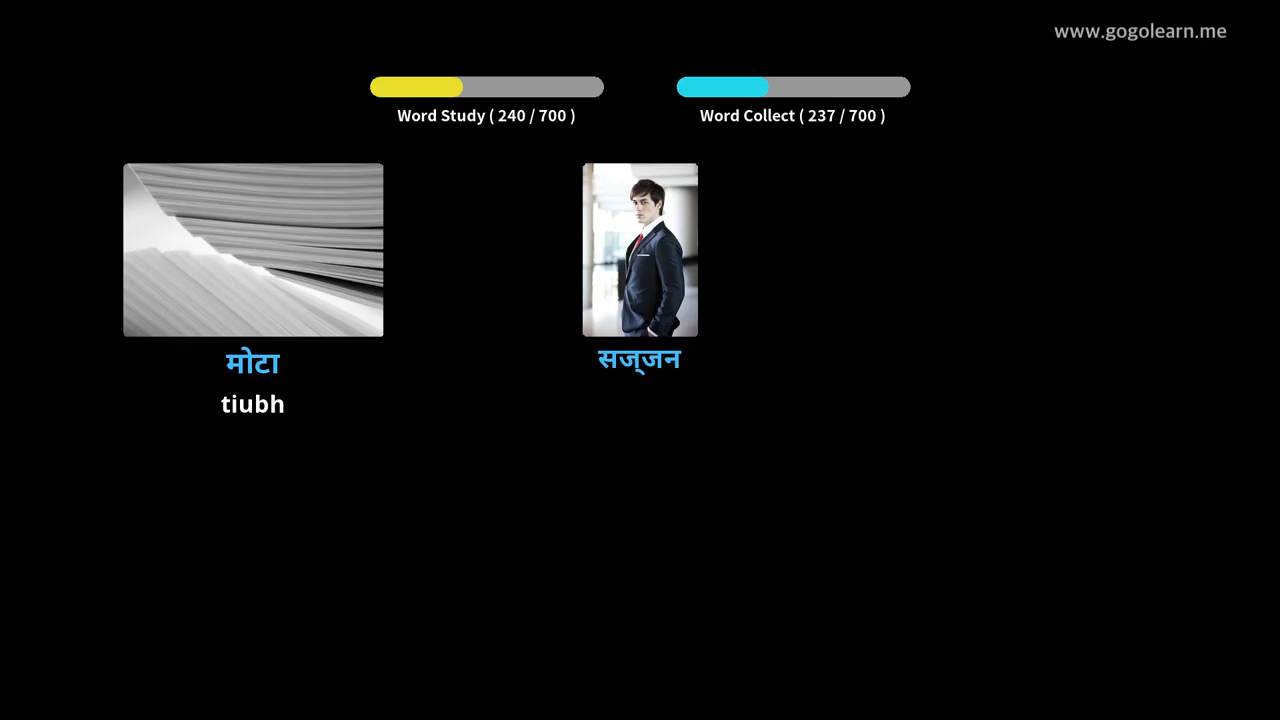 www.gogolearn.me
Word Study ( 240 / 700 )
Word Collect ( 237 / 700 )
मोटा
tiubh
सज्जन